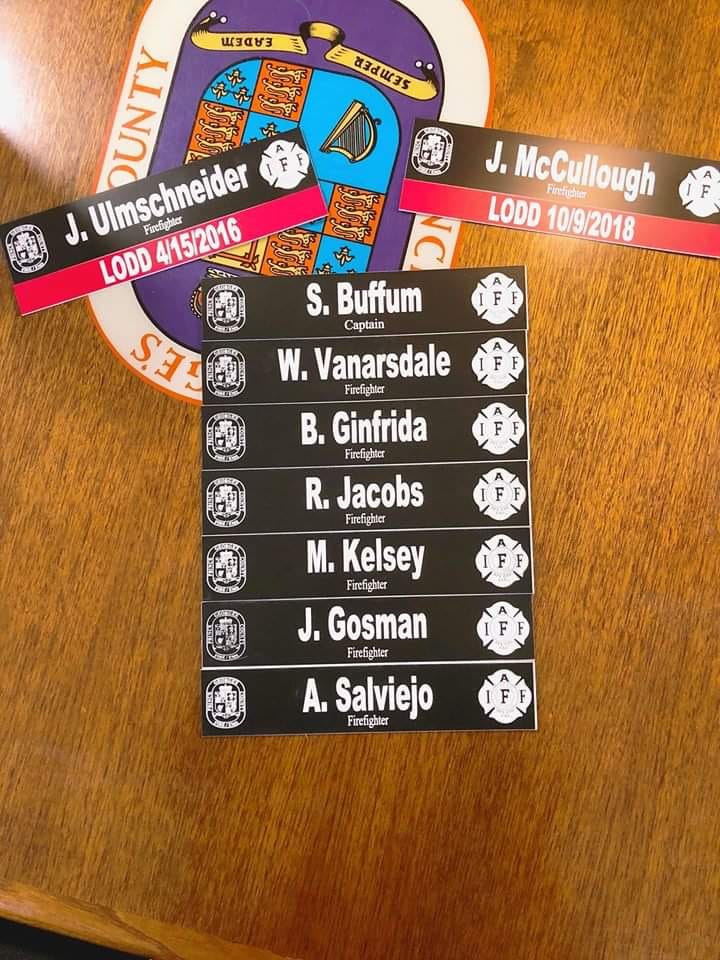 SEMPER EADEM
COUNTY
J. Ulmschneider
Firefighter
LODD 4/15/2016
J. McCullough
Firefighter
LODD 10/9/2018
A
I F F
S. Buffum
Captain
A
I F F
W. Vanarsdale
Firefighter
A
I F F
B. Ginfrida
Firefighter
A
I F F
R. Jacobs
Firefighter
A
I F F
M. Kelsey
Firefighter
A
I F F
J. Gosman
Firefighter
A
I F F
A. Salviejo
Firefighter
A
I F F